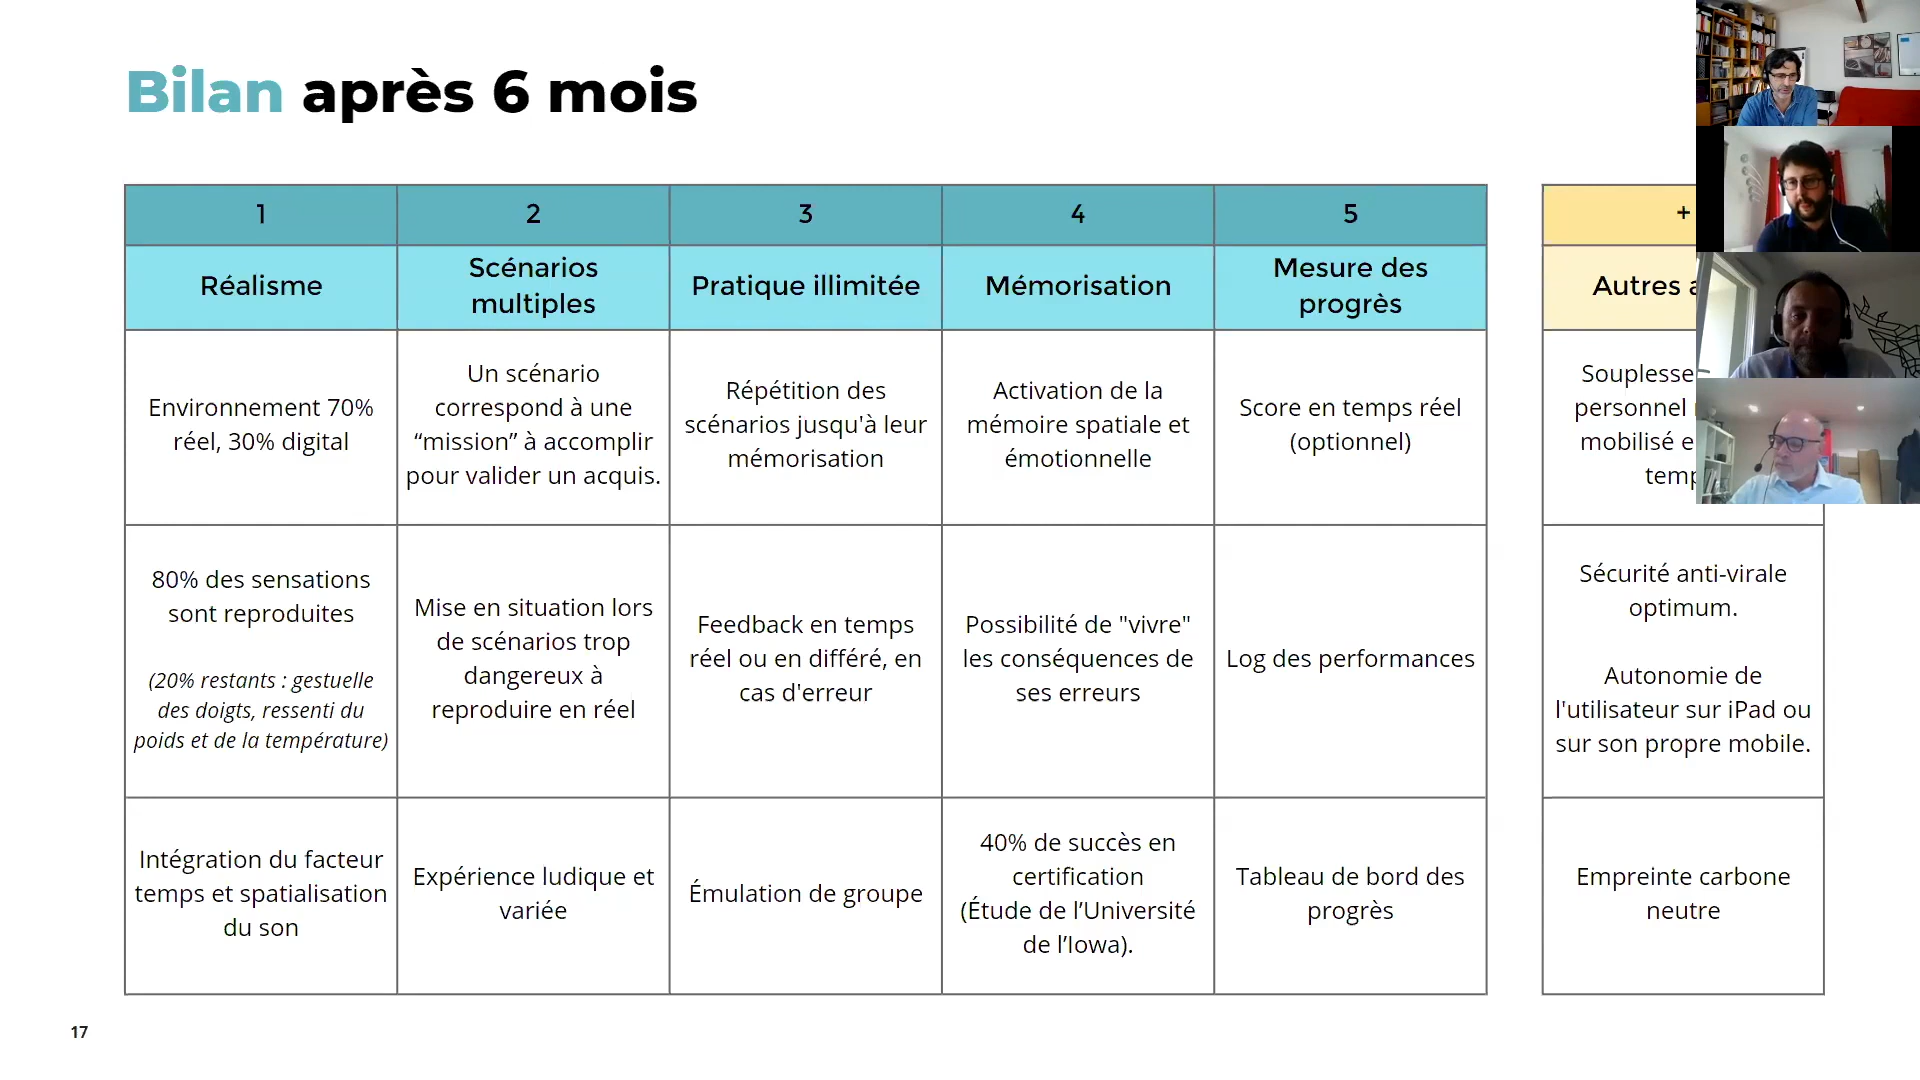 Bilan après 6 mois
1
2
3
4
5
+
Réalisme
Scénarios
multiples
Pratique illimitée
Mémorisation
Mesure des
progrès
Autres
Environnement 70%
réel, 30% digital
Un scénario
correspond à une
“mission” à accomplir
pour valider un acquis.
Répétition des
scénarios jusqu'à leur
mémorisation
Activation de la
mémoire spatiale et
émotionnelle
Score en temps réel
(optionnel)
Souplesse
personnel
mobilisé
80% des sensations
sont reproduites
(20% restants : gestuelle
des doigts, ressenti du
poids et de la température)
Mise en situation lors
de scénarios trop
dangereux à
reproduire en réel
Feedback en temps
réel ou en différé, en
cas d'erreur
Possibilité de "vivre"
les conséquences de
ses erreurs
Log des performances
Sécurité anti-virale
optimum.
Autonomie de
l'utilisateur sur iPad ou
sur son propre mobile.
Intégration du facteur
temps et spatialisation
du son
Expérience ludique et
variée
Émulation de groupe
40% de succès en
certification
(Étude de l’Université
de l’Iowa).
Tableau de bord des
progrès
Empreinte carbone
neutre
17